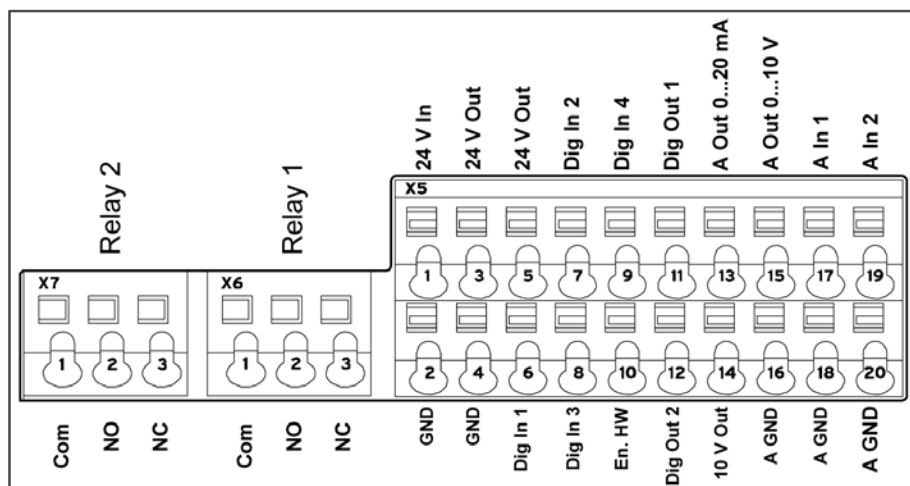 24 V In
24 V Out
24 V Out
Dig In 2
Dig In 4
Dig Out 1
A Out 0...20 mA
A Out 0...10 V
A In 1
A In 2
Relay 2
Relay 1
X5
1 3 5 7 9 11 13 15 17 19
X7
X6
1 2 3
1 2 3
2 4 6 8 10 12 14 16 18 20
Com
NO
NC
Com
NO
NC
GND
GND
Dig In 1
Dig In 3
En. HW
Dig Out 2
10 V Out
A GND
A GND
A GND